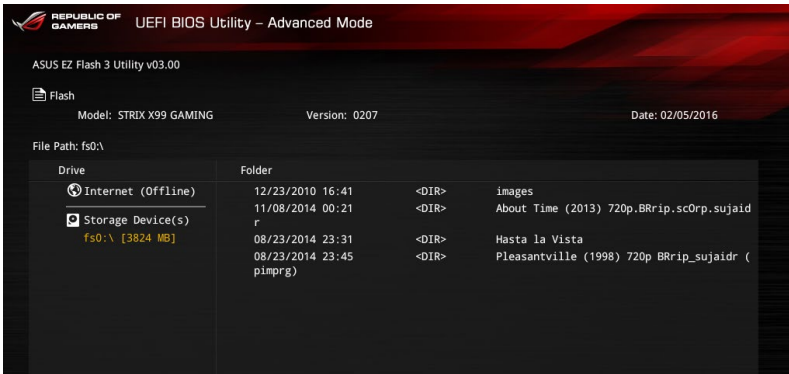 REPUBLIC OF
GAMERS
UEFI BIOS Utility – Advanced Mode
ASUS EZ Flash 3 Utility v03.00
Flash
Model: STRIX X99 GAMING Version: 0207 Date: 02/05/2016
File Path: fs0:\
Drive Folder
Internet (Offline) 12/23/2010 16:41 <DIR> images
11/08/2014 00:21 <DIR> About Time (2013) 720p.BRrip.scOrp.sujaid
Storage Device(s) r
fs0:\ [3824 MB] 08/23/2014 23:31 <DIR> Hasta la Vista
08/23/2014 23:45 <DIR> Pleasantville (1998) 720p BRrip_sujaidr (
pimprg)